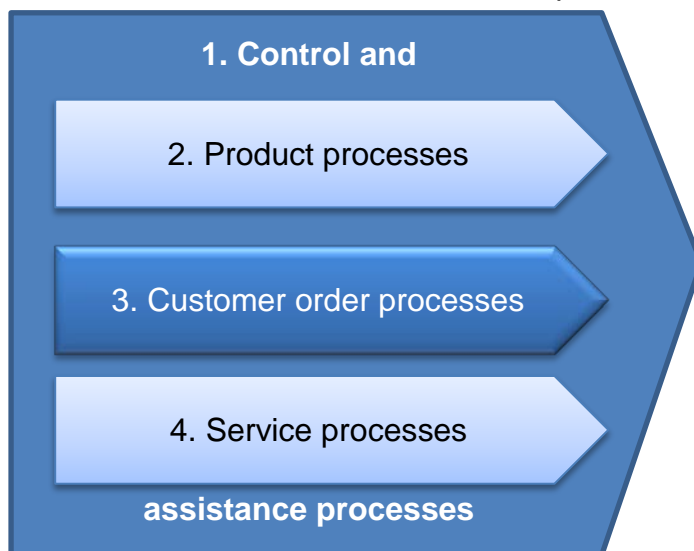 1. Control and
2. Product processes
3. Customer order processes
4. Service processes
assistance processes